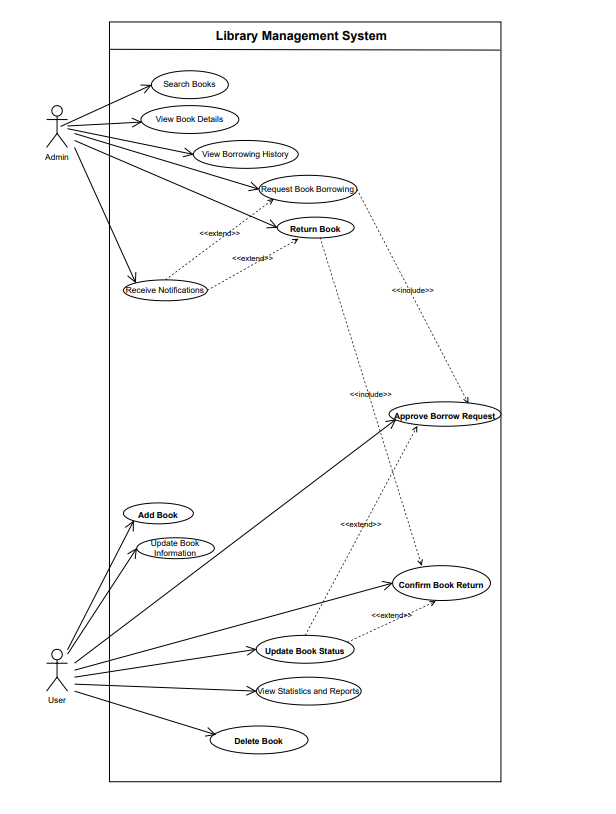 Library Management System
Search Books
View Book Details
Admin
View Borrowing History
Request Book Borrowing
Return Book
<<extend>>
<<extend>>
Receive Notifications
<<include>>
<<include>>
Approve Borrow Request
Add Book
<<extend>>
Update Book
Information
Confirm Book Return
<<extend>>
Update Book Status
User
View Statistics and Reports
Delete Book